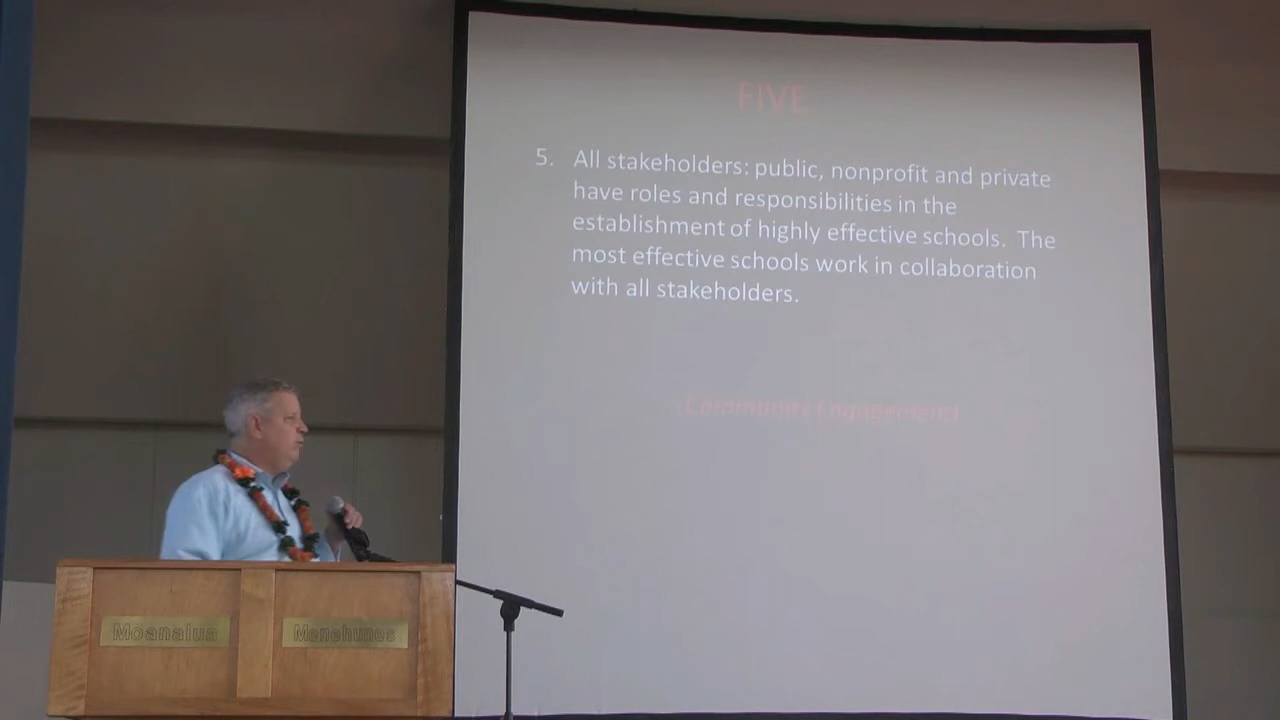 FIVE
5. All stakeholders: public, nonprofit and private
have roles and responsibilities in the
establishment of highly effective schools. The
most effective schools work in collaboration
with all stakeholders.
(Community Engagement)
Moanalua
Menehunes